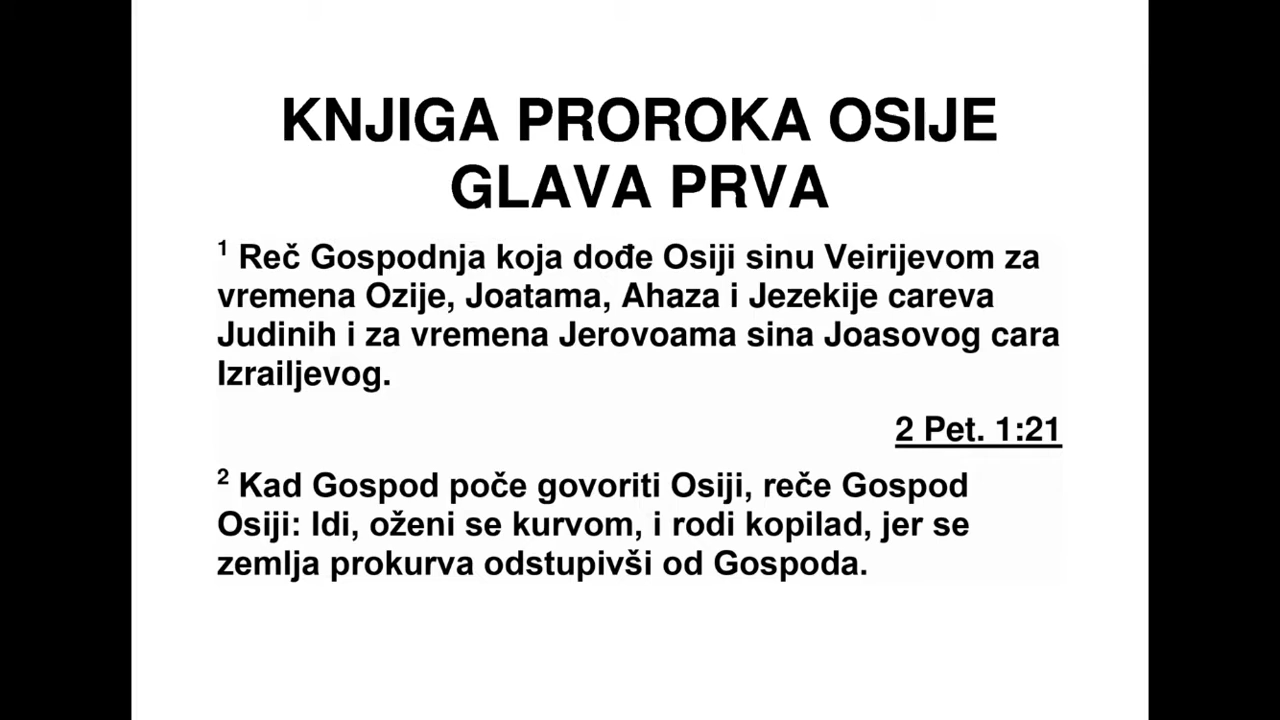 KNJIGA PROROKA OSIJE
GLAVA PRVA
1 Reč Gospodnja koja dođe Osiji sinu Veirijevom za
vremena Ozije, Joatama, Ahaza i Jezekije careva
Judinih i za vremena Jerovoama sina Joasovog cara
Izrailjevog.
2 Pet. 1:21
2 Kad Gospod poče govoriti Osiji, reče Gospod
Osiji: Idi, oženi se kurvom, i rodi kopilad, jer se
zemlja prokurva odstupivši od Gospoda.